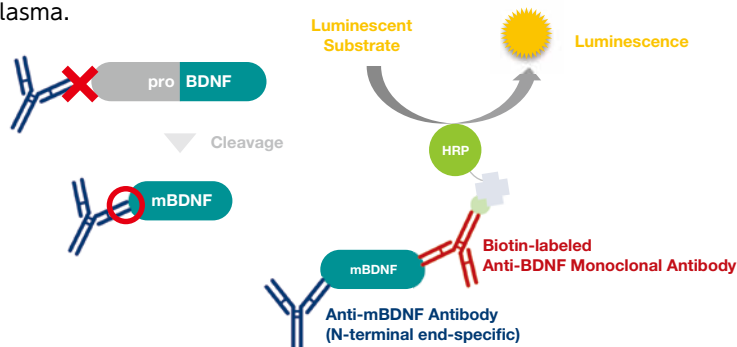 lasma.
Luminescent
Substrate
Luminescence
pro BDNF
Cleavage
HRP
mBDNF
Biotin-labeled
Anti-BDNF Monoclonal Antibody
mBDNF
Anti-mBDNF Antibody
(N-terminal end-specific)